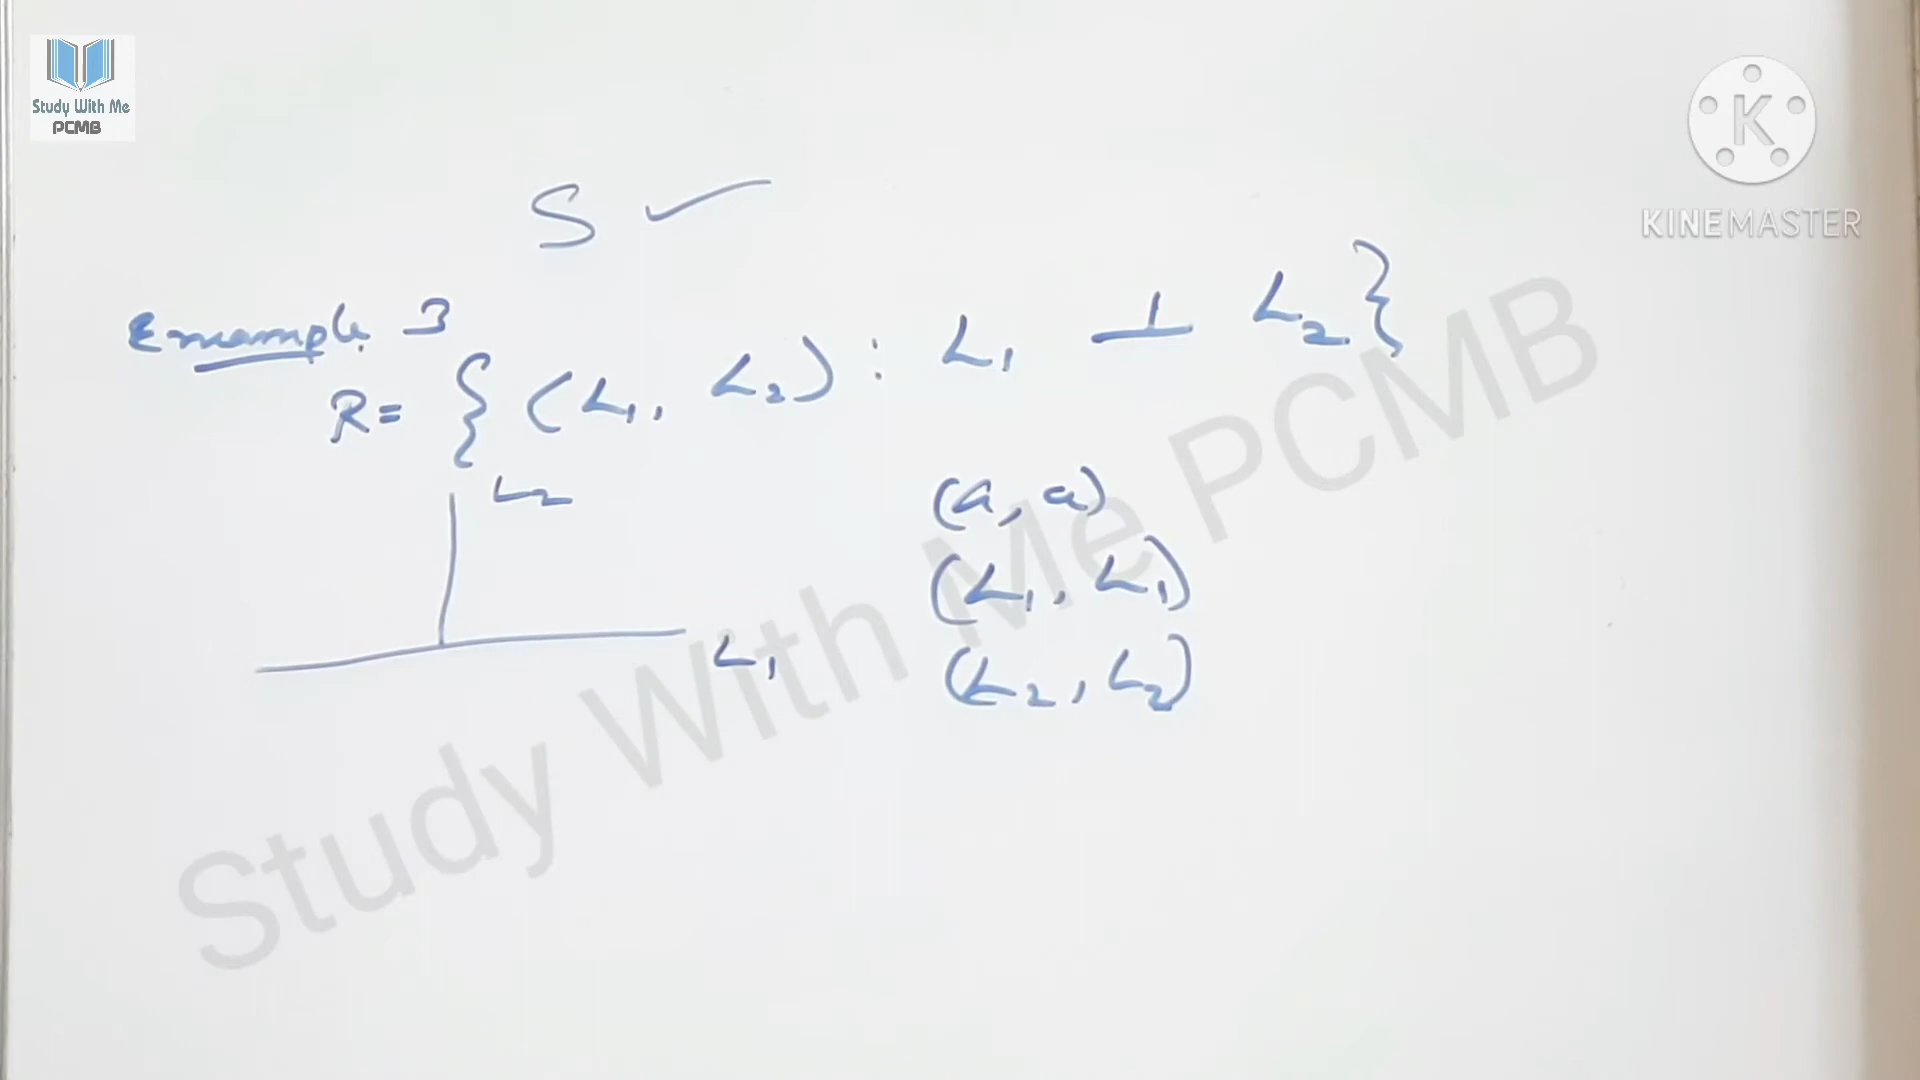 Study With Me
PCMB
KINEMASTER
S ✓
Example 3
R = { (L₁, L₂) : L₁ ⊥ L₂ }
L₂
L₁
(a, a)
(L₁, L₁)
(L₂, L₂)
Study With Me PCMB